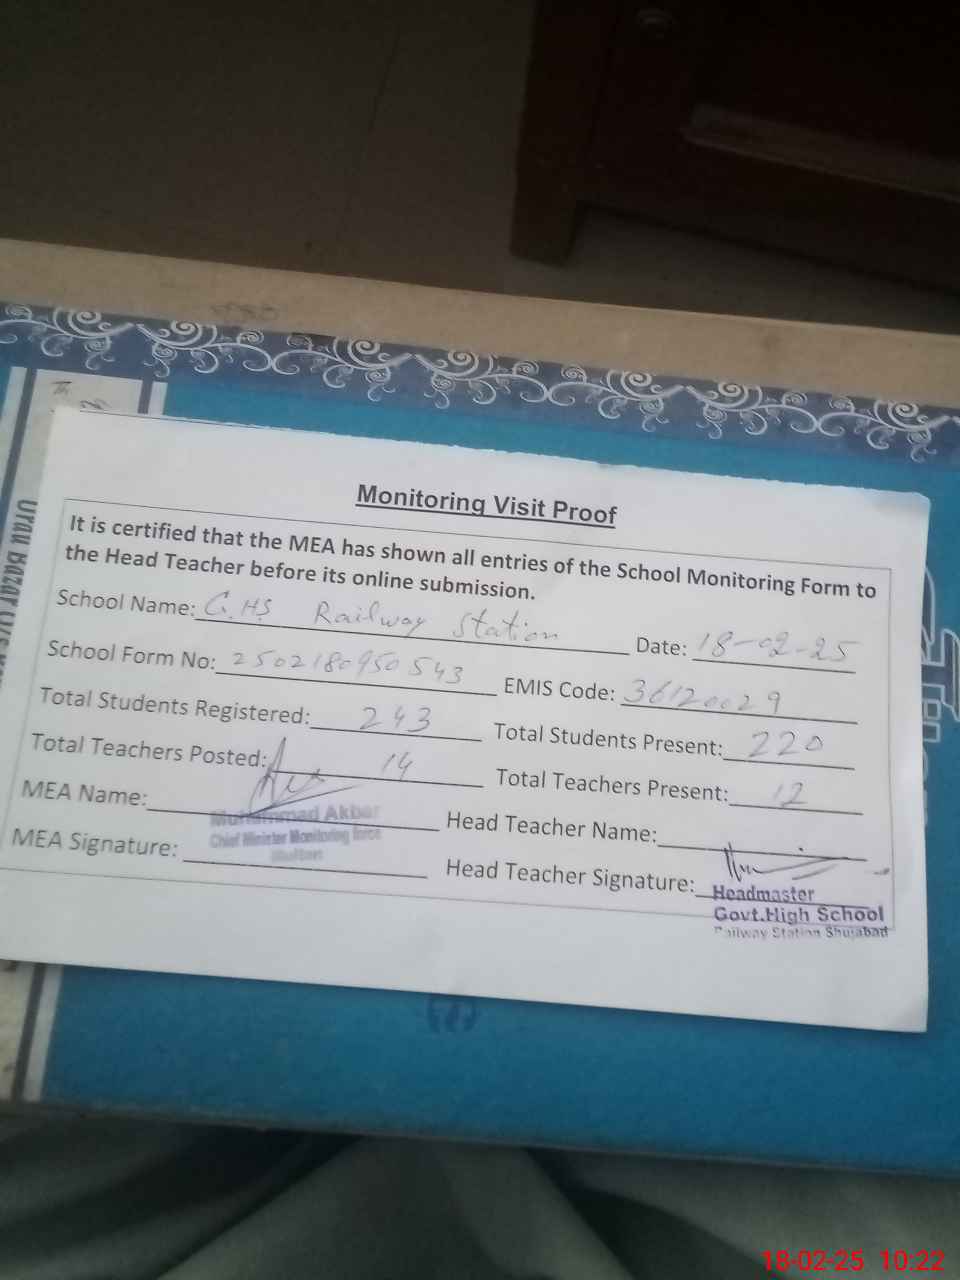 Monitoring Visit Proof
It is certified that the MEA has shown all entries of the School Monitoring Form to
the Head Teacher before its online submission.
School Name: G.HS Railway Station Date: 18-02-25
School Form No: 2502180950543 EMIS Code: 36120029
Total Students Registered: 243 Total Students Present: 220
Total Teachers Posted: 14 Total Teachers Present: 12
MEA Name: Head Teacher Name:
Muhammad Akbar
Chief Minister Monitoring force
MEA Signature: Head Teacher Signature:
Headmaster
Govt.High School
Railway Station Shujabad
Urdu Bazar
18-02-25 10:22